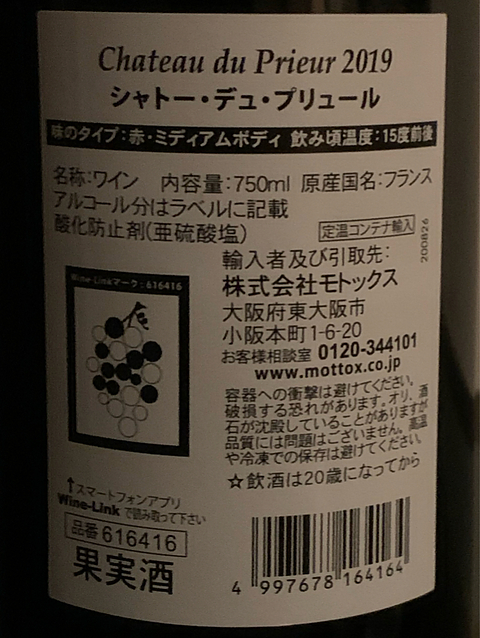 Chateau du Prieur 2019
シャトー・デュ・プリュール
味のタイプ:赤・ミディアムボディ 飲み頃温度:15度前後
名称:ワイン 内容量:750ml 原産国名:フランス
アルコール分はラベルに記載
酸化防止剤(亜硫酸塩)
定温コンテナ輸入
200826
輸入者及び引取先:
株式会社モトックス
大阪府東大阪市
小阪本町1-6-20
お客様相談室 0120-344101
www.mottox.co.jp
容器への衝撃は避けてください。
破損する恐れがあります。オリ、酒
石が沈殿していることがありますが
品質には問題はございません。高温
や冷凍での保存は避けてください。
☆飲酒は20歳になってから
Wine-Linkマーク:616416
↑スマートフォンアプリ
Wine-Linkで読み取って下さい
品番 616416
果実酒
4 997678 164164